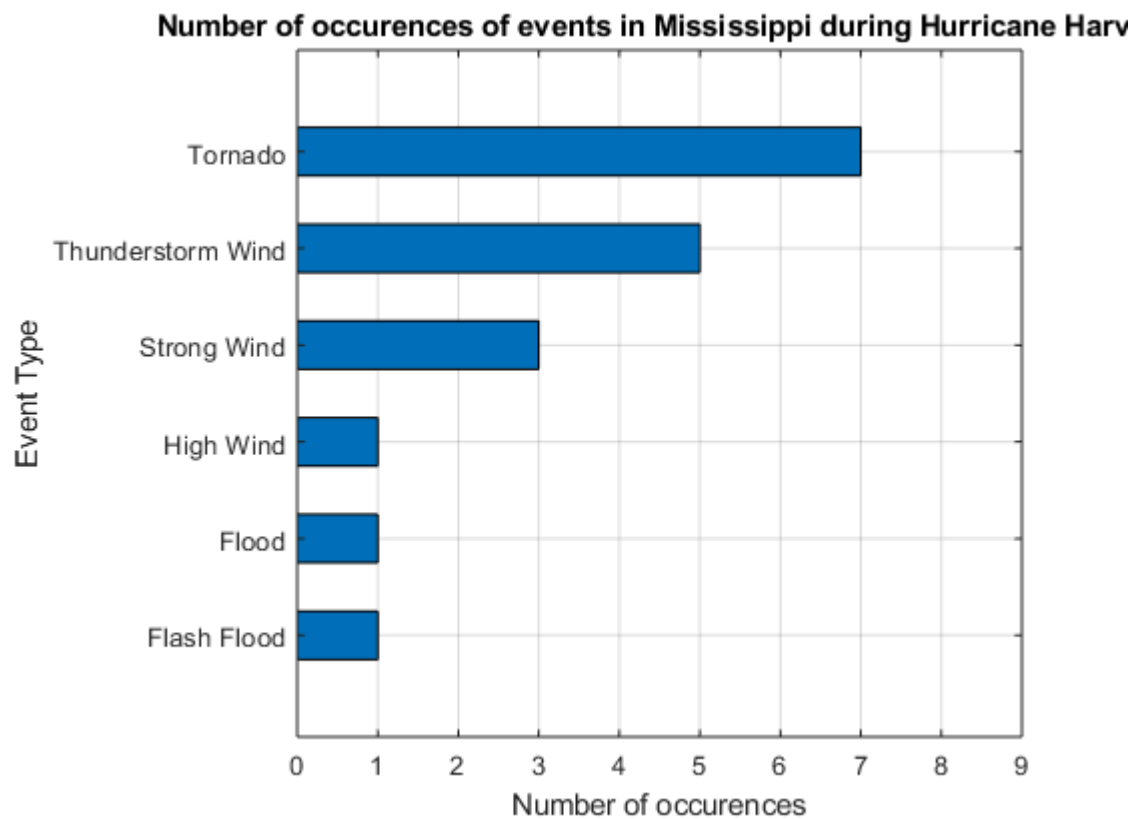 Number of occurences of events in Mississippi during Hurricane Harv
Tornado
Thunderstorm Wind
Strong Wind
High Wind
Flood
Flash Flood
Event Type
0 1 2 3 4 5 6 7 8 9
Number of occurences